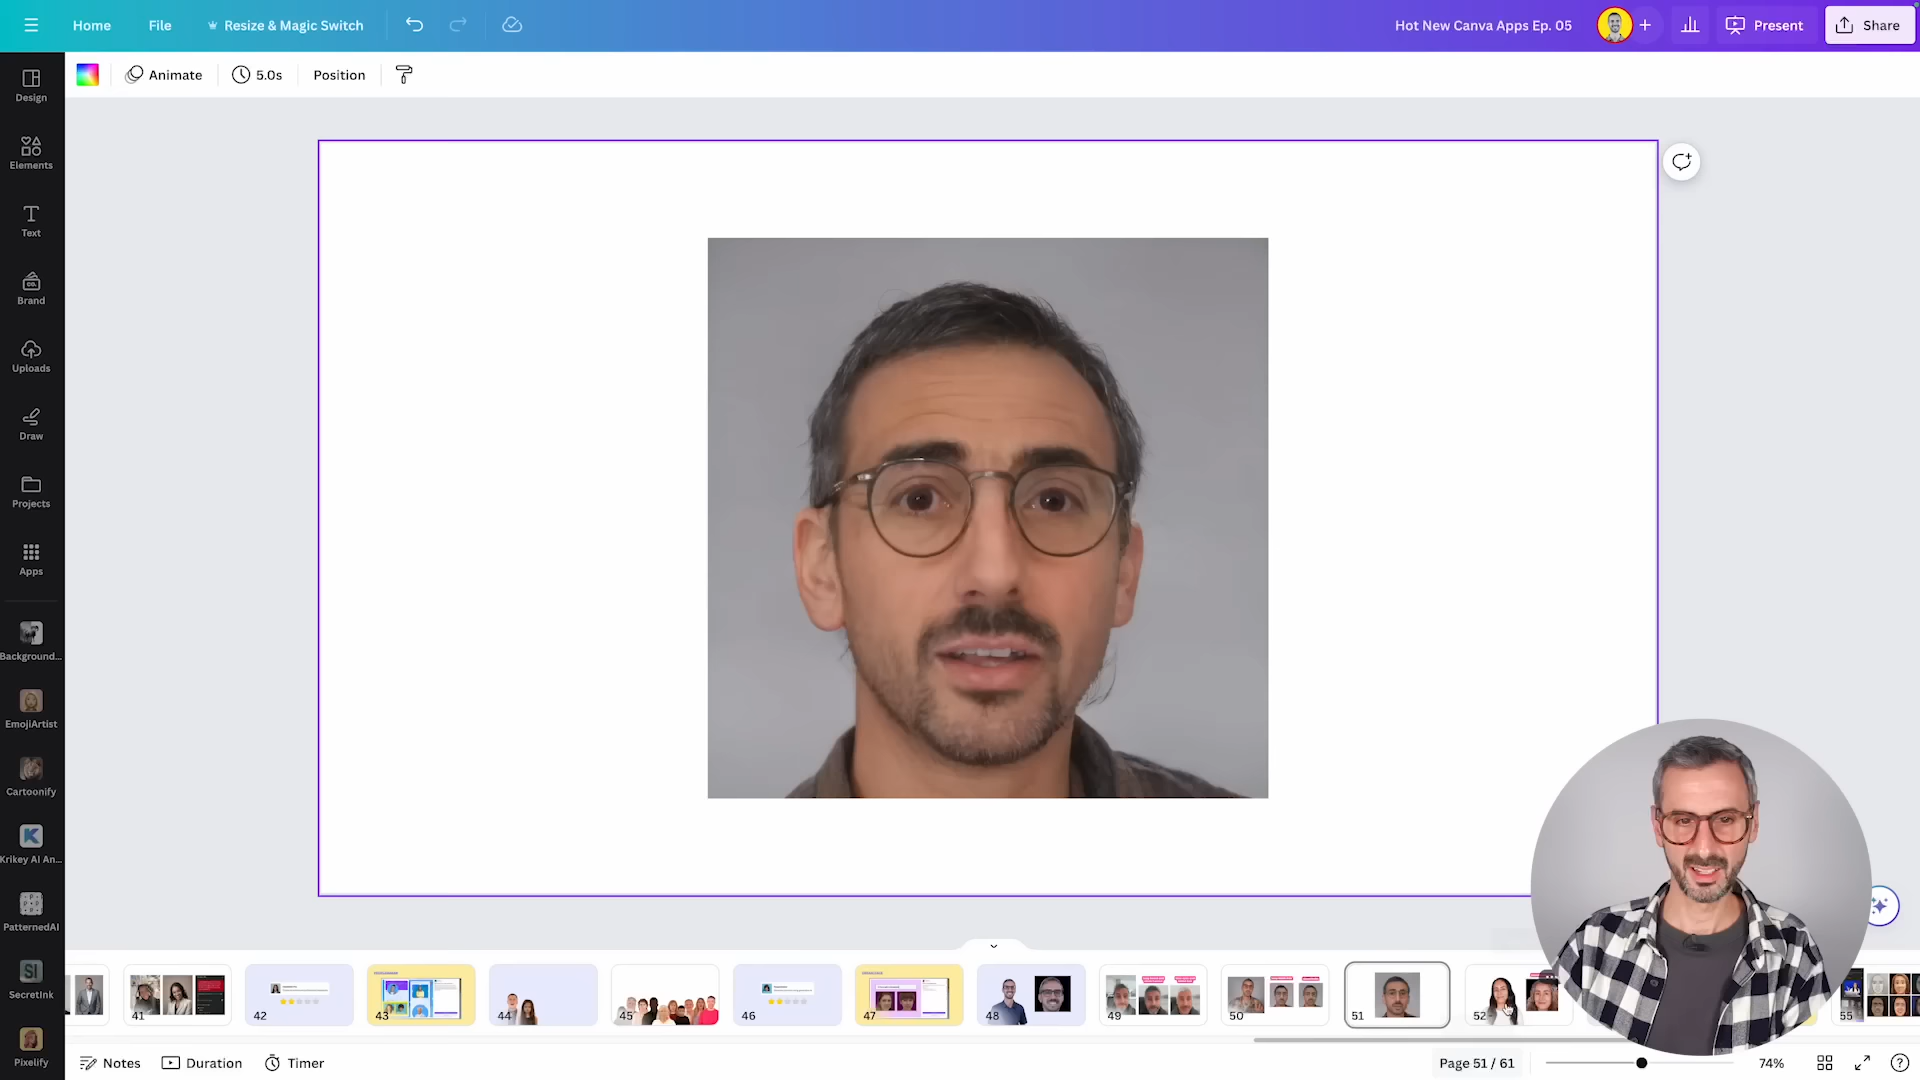 Home
File
Resize & Magic Switch
Hot New Canva Apps Ep. 05
Present
Share
Animate
5.0s
Position
Design
Elements
Text
Brand
Uploads
Draw
Projects
Apps
Background...
EmojiArtist
Cartoonify
Krikey AI An...
PatternedAI
SecretInk
Pixelify
41
42
43
44
45
46
47
48
49
50
51
52
55
Notes
Duration
Timer
Page 51 / 61
74%